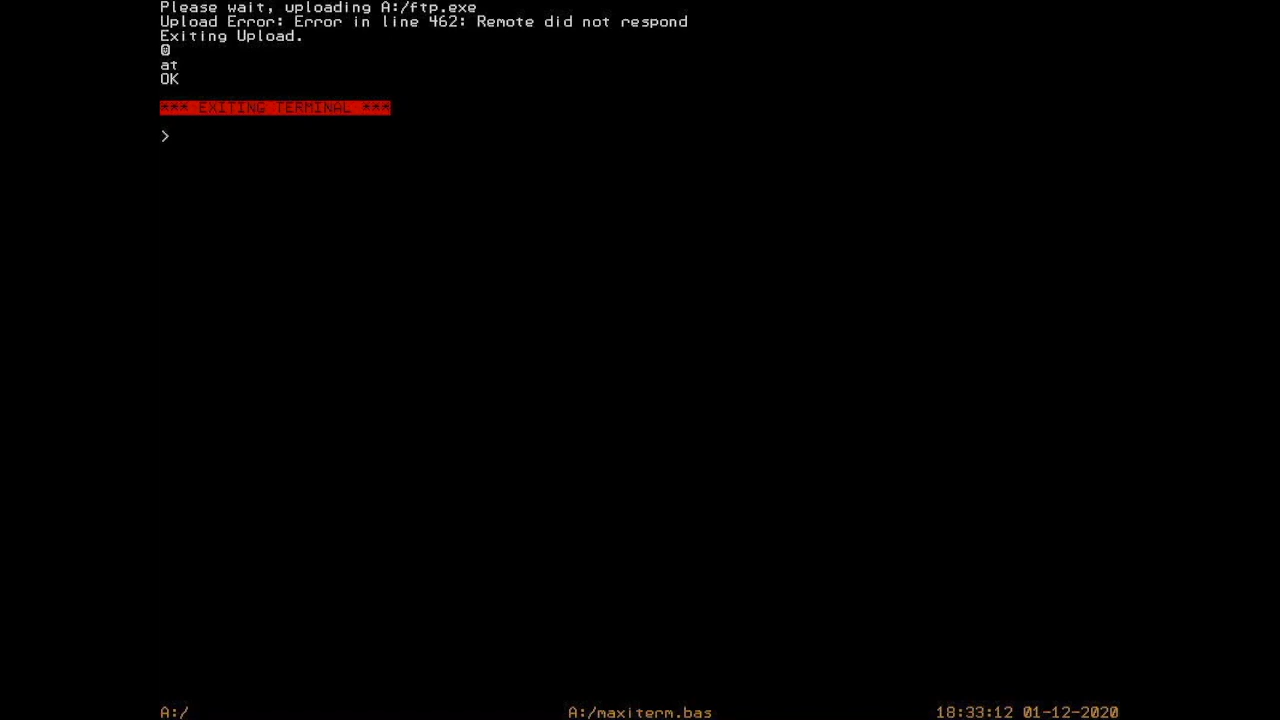 Please wait, uploading A:/ftp.exe
Upload Error: Error in line 462: Remote did not respond
Exiting Upload.
0
at
OK
*** EXITING TERMINAL ***
>
A:/ A:/maxiterm.bas 18:33:12 01-12-2020